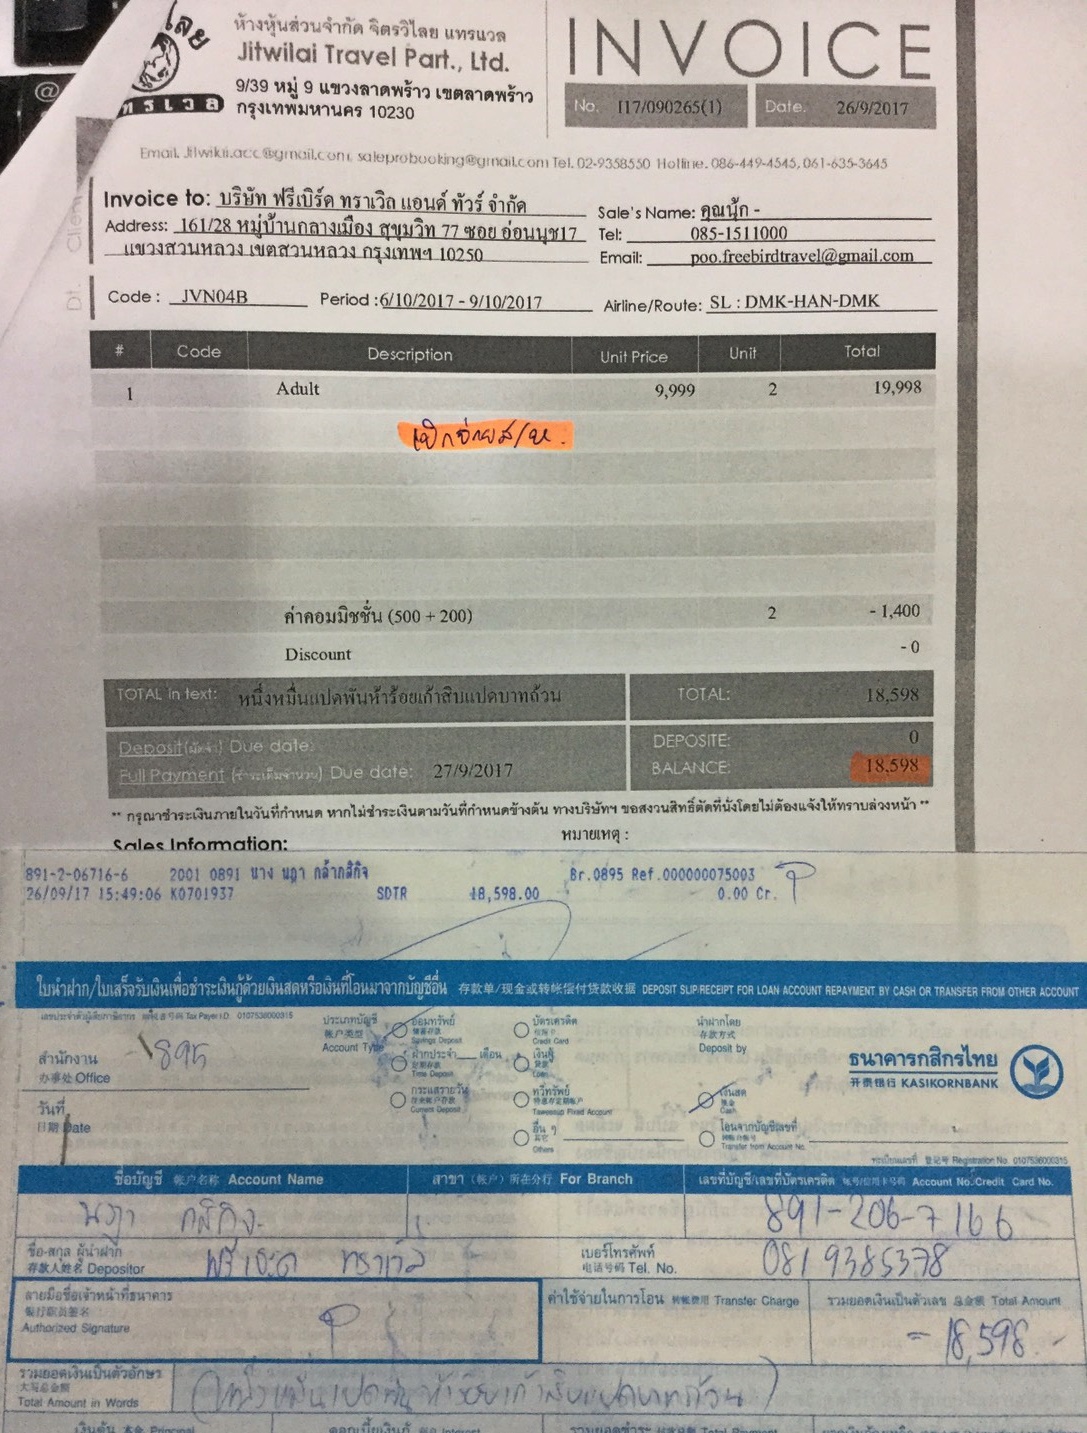 ห้างหุ้นส่วนจำกัด จิตรวิไลย แทรแวล
Jitwilai Travel Part., Ltd.
9/39 หมู่ 9 แขวงลาดพร้าว เขตลาดพร้าว
กรุงเทพมหานคร 10230
INVOICE
No. I17/090265(1) Date. 26/9/2017
saleprobooking@gmail.com Tel. 02-9358550 Hotline. 086-449-4545, 061-635-3645
Invoice to: บริษัท ฟรีเบิร์ด ทราเวิล แอนด์ ทัวร์ จำกัด
Address: 161/28 หมู่บ้านกลางเมือง สุขุมวิท 77 ซอย อ่อนนุช17
แขวงสวนหลวง เขตสวนหลวง กรุงเทพฯ 10250
Sale's Name: คุณนุ้ก -
Tel: 085-1511000
Email: poo.freebirdtravel@gmail.com
Code : JVN04B Period : 6/10/2017 - 9/10/2017 Airline/Route: SL : DMK-HAN-DMK
# Code Description Unit Price Unit Total
1 Adult 9,999 2 19,998
ค่าคอมมิชชั่น (500 + 200) 2 - 1,400
Discount - 0
TOTAL in text: หนึ่งหมื่นแปดพันห้าร้อยเก้าสิบแปดบาทถ้วน TOTAL: 18,598
Deposit(มัดจำ) Due date: DEPOSITE: 0
Full Payment (ชำระเต็มจำนวน) Due date: 27/9/2017 BALANCE: 18,598
** กรุณาชำระเงินภายในวันที่กำหนด หากไม่ชำระเงินตามวันที่กำหนดข้างต้น ทางบริษัทฯ ขอสงวนสิทธิ์ตัดที่นั่งโดยไม่ต้องแจ้งให้ทราบล่วงหน้า **
Sales Information: หมายเหตุ :
891-2-06716-6 2001 0891 นาง นฎา กล้ากสิกิจ Br.0895 Ref.000000075003
26/09/17 15:49:06 K0701937 SDTR 18,598.00 0.00 Cr.
ใบนำฝาก/ใบเสร็จรับเงินเพื่อชำระเงินกู้ด้วยเงินสดหรือเงินที่โอนมาจากบัญชีอื่น 存款单/现金或转帐偿付贷款收据 DEPOSIT SLIP/RECEIPT FOR LOAN ACCOUNT REPAYMENT BY CASH OR TRANSFER FROM OTHER ACCOUNT
เลขประจำตัวผู้เสียภาษีอากร Tax Payer I.D. 0107536000315
ประเภทบัญชี
帐户类型
Account Type
ออมทรัพย์
Savings Deposit
ฝากประจำ เดือน
Time Deposit
กระแสรายวัน
Current Deposit
บัตรเครดิต
Credit Card
เงินกู้
Loan
ทวีทรัพย์
Taweesup Fixed Account
อื่น ๆ
Others
นำฝากโดย
存款方式
Deposit by
เงินสด
现金
Cash
โอนจากบัญชีเลขที่
Transfer from Account No.
สำนักงาน 895
办事处 Office
วันที่
日期 Date
ธนาคารกสิกรไทย
开泰银行 KASIKORNBANK
ทะเบียนเลขที่ 登记号 Registration No. 0107536000315
ชื่อบัญชี 帐户名称 Account Name สาขา (帐户) 所在分行 For Branch เลขที่บัญชี/เลขที่บัตรเครดิต 帐号/信用卡号码 Account No./Credit Card No.
นฎา กสิกิจ 891-206-7166
ชื่อ-สกุล ผู้นำฝาก
存款人姓名 Depositor
ฟรีเบิด ทราเวิล
เบอร์โทรศัพท์
电话号码 Tel. No.
0819385378
ลายมือชื่อเจ้าหน้าที่ธนาคาร
银行职员签名
Authorized Signature
ค่าใช้จ่ายในการโอน 转帐费用 Transfer Charge
รวมยอดเงินเป็นตัวเลข 总金额 Total Amount
= 18,598.-
รวมยอดเงินเป็นตัวอักษร
大写总金额
Total Amount in Words
(หนึ่งหมื่นแปดพันห้าร้อยเก้าสิบแปดบาทถ้วน)
เงินต้น 本金 Principal